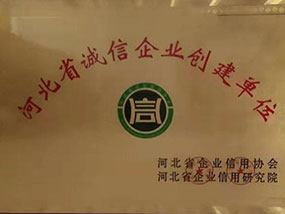 河北省诚信企业创建单位
信
河北省企业信用协会
河北省企业信用研究院